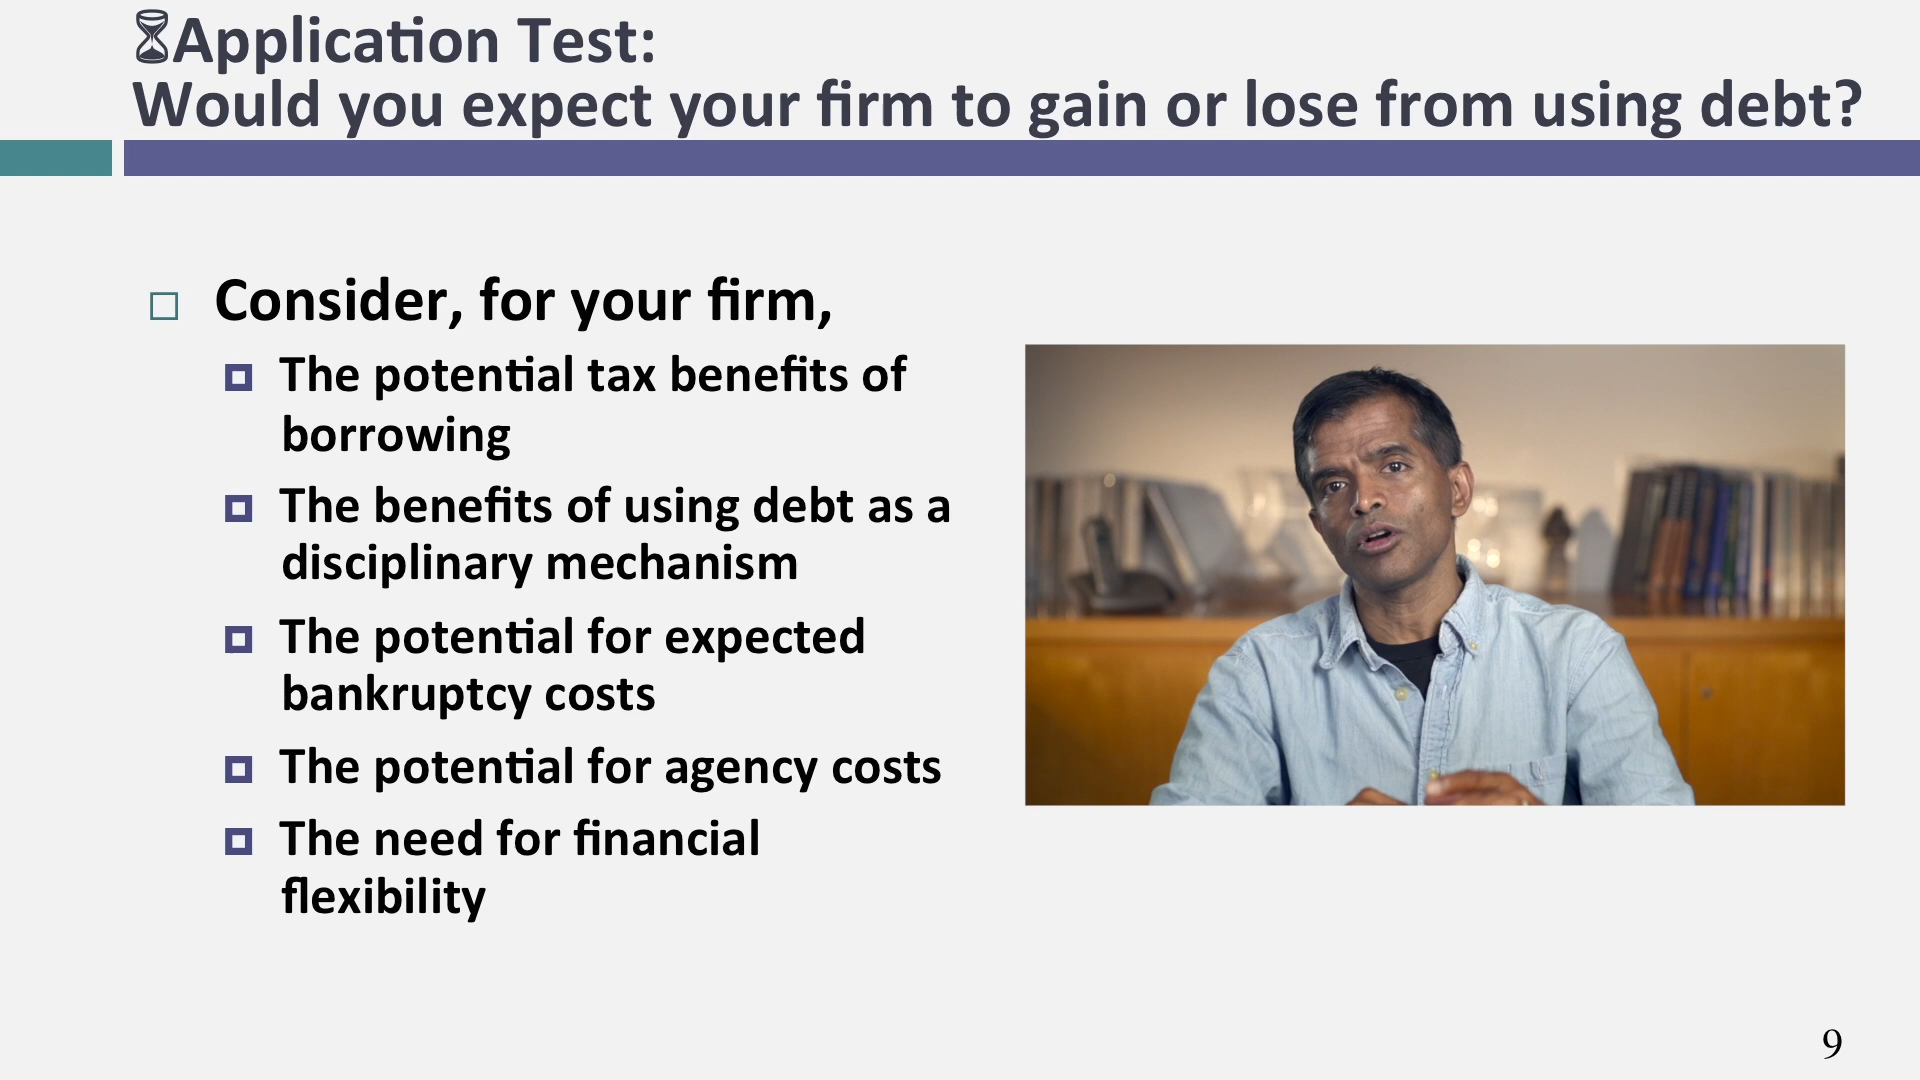 ⌛Application Test:
Would you expect your firm to gain or lose from using debt?
Consider, for your firm,
The potential tax benefits of
borrowing
The benefits of using debt as a
disciplinary mechanism
The potential for expected
bankruptcy costs
The potential for agency costs
The need for financial
flexibility
9